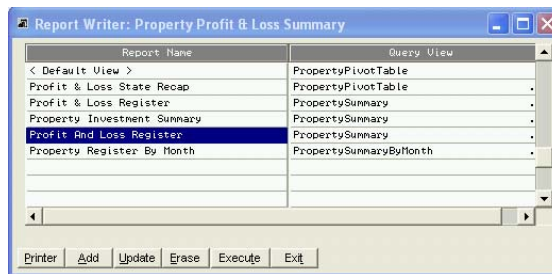 Report Writer: Property Profit & Loss Summary
Report Name Query View
< Default View > PropertyPivotTable
Profit & Loss State Recap PropertyPivotTable .
Profit & Loss Register PropertySummary .
Property Investment Summary PropertySummary .
Profit And Loss Register PropertySummary .
Property Register By Month PropertySummaryByMonth .
Printer Add Update Erase Execute Exit